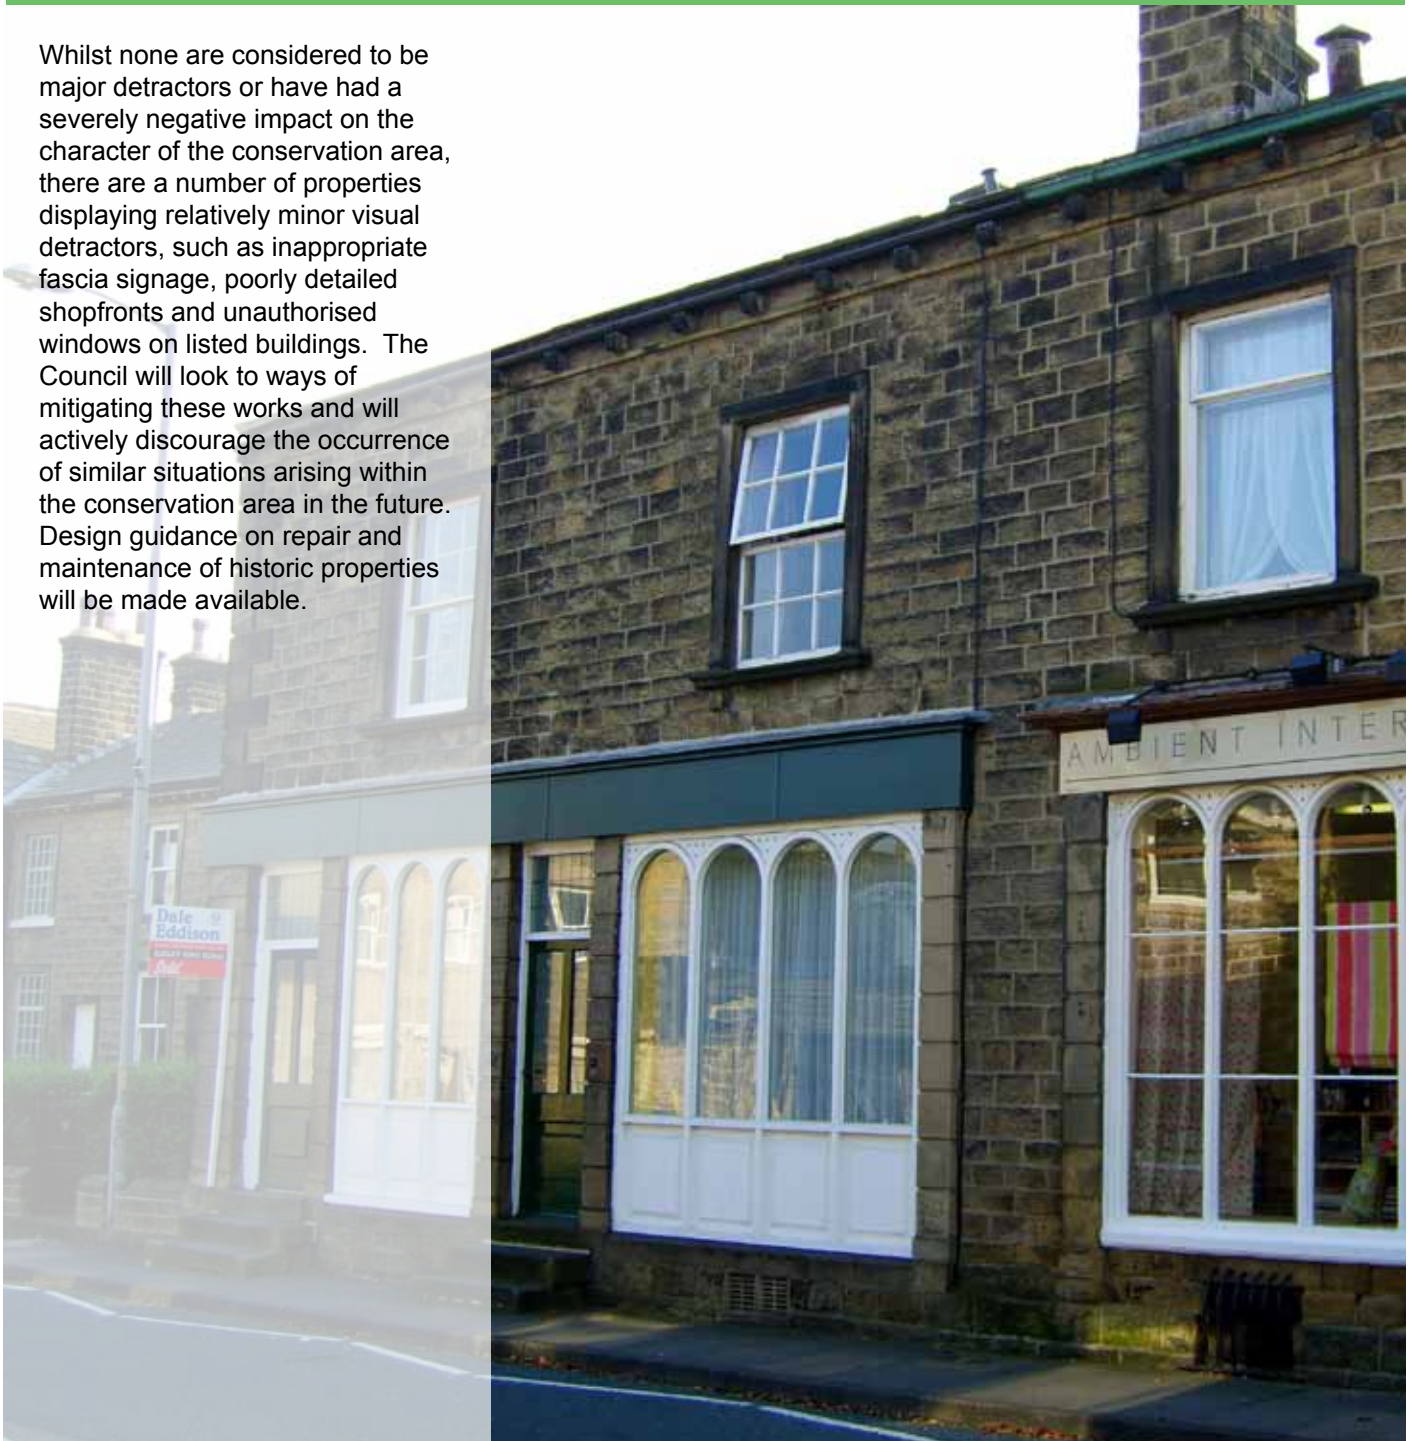 Whilst none are considered to be
major detractors or have had a
severely negative impact on the
character of the conservation area,
there are a number of properties
displaying relatively minor visual
detractors, such as inappropriate
fascia signage, poorly detailed
shopfronts and unauthorised
windows on listed buildings.  The
Council will look to ways of
mitigating these works and will
actively discourage the occurrence
of similar situations arising within
the conservation area in the future.
Design guidance on repair and
maintenance of historic properties
will be made available.
AMBIENT INTER
Dale
Eddison
Sold